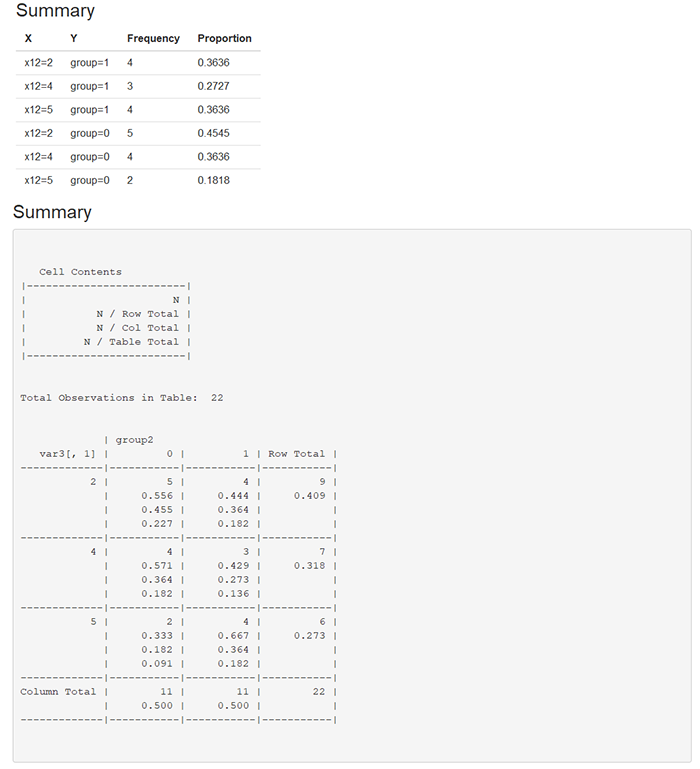 Summary
X Y Frequency Proportion
x12=2 group=1 4 0.3636
x12=4 group=1 3 0.2727
x12=5 group=1 4 0.3636
x12=2 group=0 5 0.4545
x12=4 group=0 4 0.3636
x12=5 group=0 2 0.1818
Summary
Cell Contents
|-------------------------|
|                       N |
|           N / Row Total |
|           N / Col Total |
|         N / Table Total |
|-------------------------|
Total Observations in Table:  22
             | group2
  var3[, 1] |         0 |         1 | Row Total |
-------------|-----------|-----------|-----------|
          2 |         5 |         4 |         9 |
            |     0.556 |     0.444 |     0.409 |
            |     0.455 |     0.364 |           |
            |     0.227 |     0.182 |           |
-------------|-----------|-----------|-----------|
          4 |         4 |         3 |         7 |
            |     0.571 |     0.429 |     0.318 |
            |     0.364 |     0.273 |           |
            |     0.182 |     0.136 |           |
-------------|-----------|-----------|-----------|
          5 |         2 |         4 |         6 |
            |     0.333 |     0.667 |     0.273 |
            |     0.182 |     0.364 |           |
            |     0.091 |     0.182 |           |
-------------|-----------|-----------|-----------|
Column Total |        11 |        11 |        22 |
            |     0.500 |     0.500 |           |
-------------|-----------|-----------|-----------|